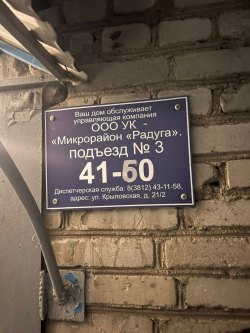 Ваш дом обслуживает
управляющая компания
ООО УК -
«Микрорайон «Радуга».
подъезд № 3
41-60
Диспетчерская служба: 8(3812) 43-11-58,
адрес: ул. Крыловская, д. 21/2